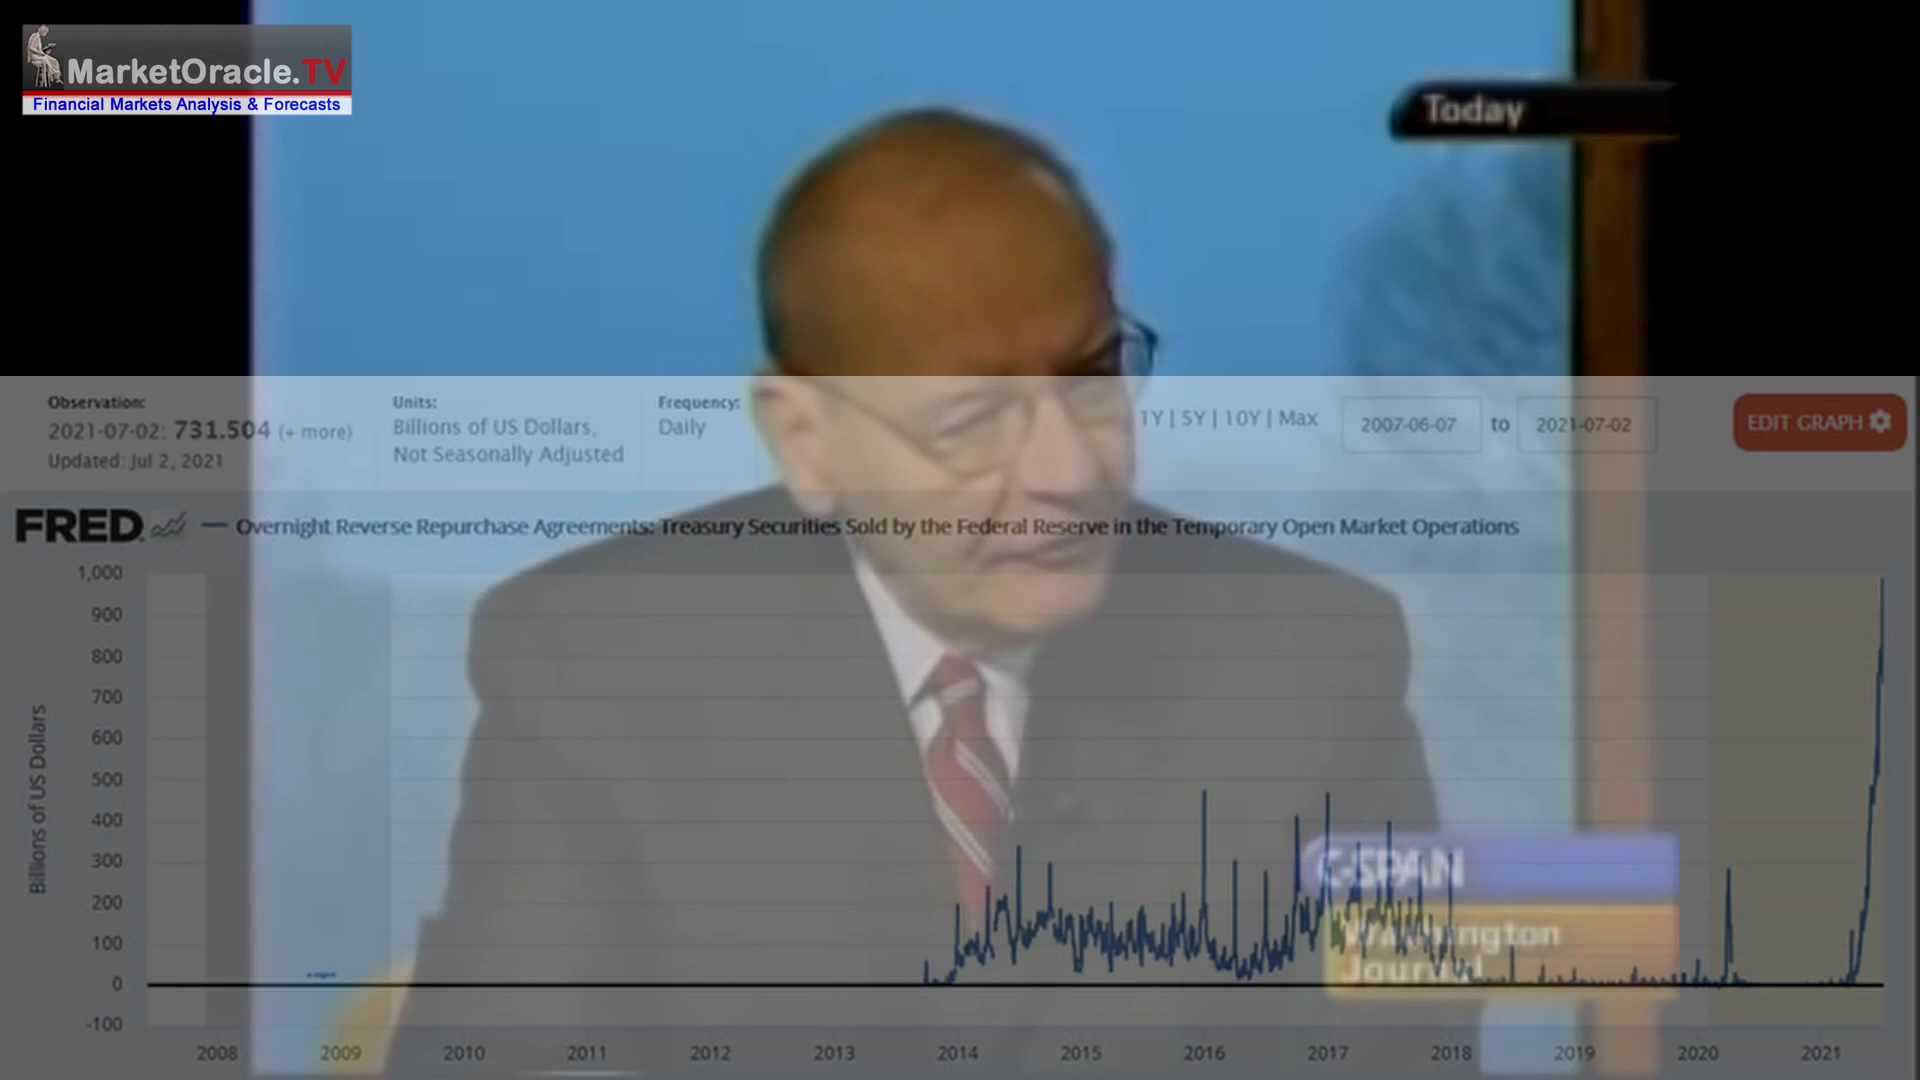 MarketOracle.TV
Financial Markets Analysis & Forecasts
Today
Observation:
2021-07-02: 731.504 (+ more)
Updated: Jul 2, 2021
Units:
Billions of US Dollars,
Not Seasonally Adjusted
Frequency:
Daily
1Y | 5Y | 10Y | Max
2007-06-07 to 2021-07-02
EDIT GRAPH
FRED
Overnight Reverse Repurchase Agreements: Treasury Securities Sold by the Federal Reserve in the Temporary Open Market Operations
Billions of US Dollars
1,000
900
800
700
600
500
400
300
200
100
0
-100
C-SPAN
Washington
Journal
2008 2009 2010 2011 2012 2013 2014 2015 2016 2017 2018 2019 2020 2021